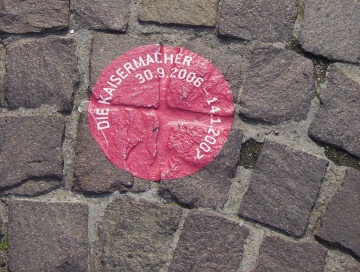 DIE KAISERMACHER
30.9.2006 – 14.1.2007